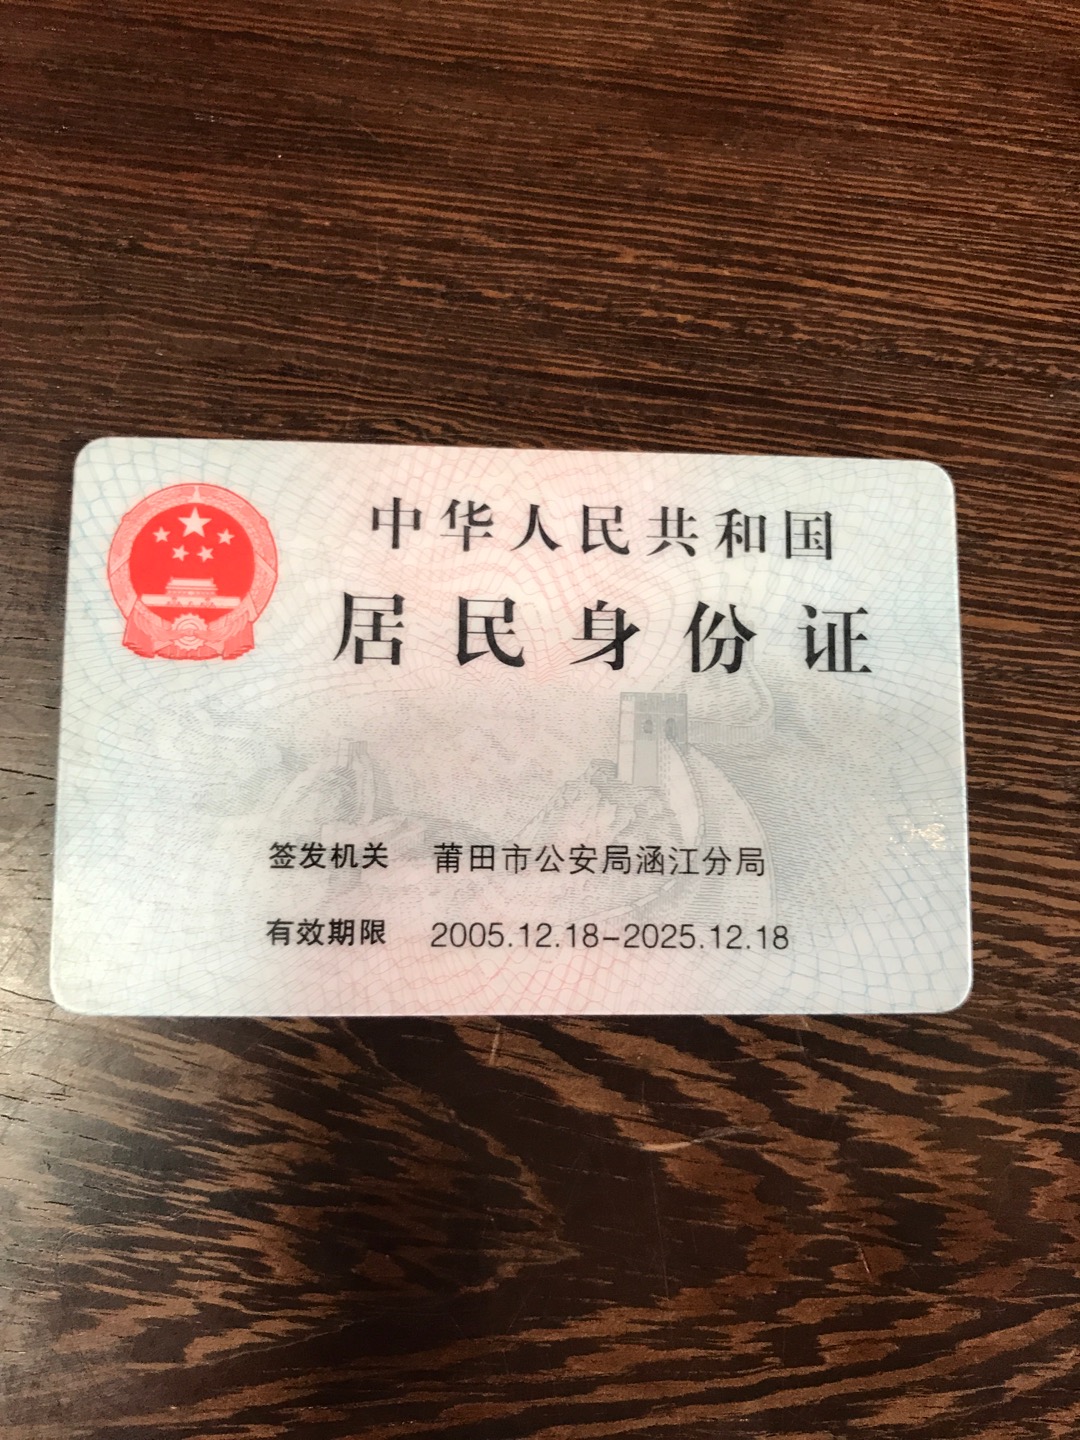 中华人民共和国
居民身份证
签发机关 莆田市公安局涵江分局
有效期限 2005.12.18-2025.12.18